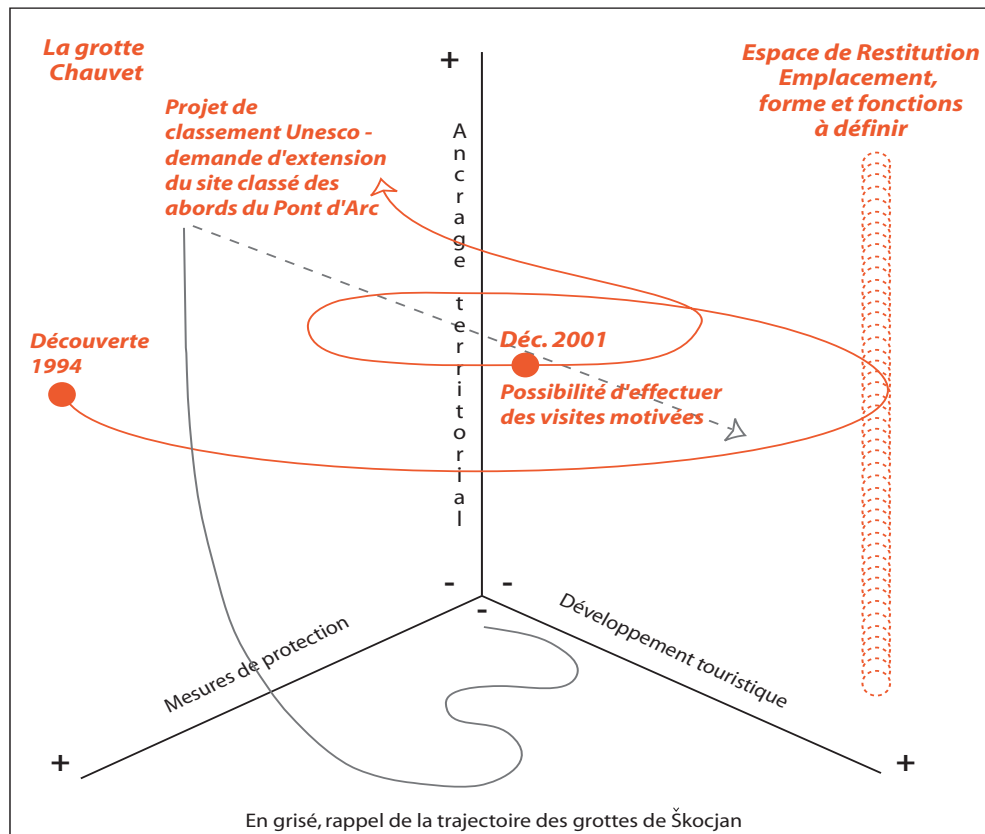 La grotte
Chauvet
Projet de
classement Unesco -
demande d'extension
du site classé des
abords du Pont d'Arc
+
Ancrage territorial
Espace de Restitution
Emplacement,
forme et fonctions
à définir
Découverte
1994
Déc. 2001
Possibilité d'effectuer
des visites motivées
- -
-
Mesures de protection
Développement touristique
+
+
En grisé, rappel de la trajectoire des grottes de Škocjan